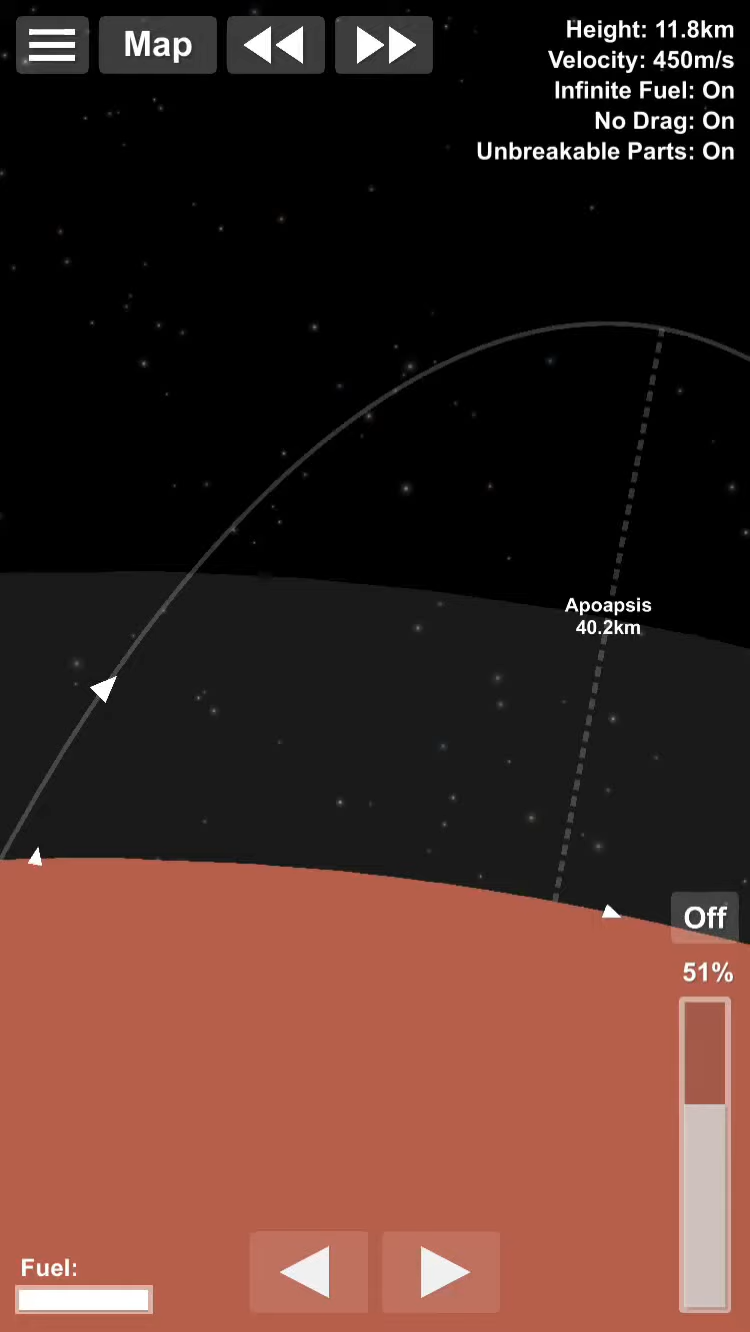 Map
Height: 11.8km
Velocity: 450m/s
Infinite Fuel: On
No Drag: On
Unbreakable Parts: On
Apoapsis
40.2km
Off
51%
Fuel: